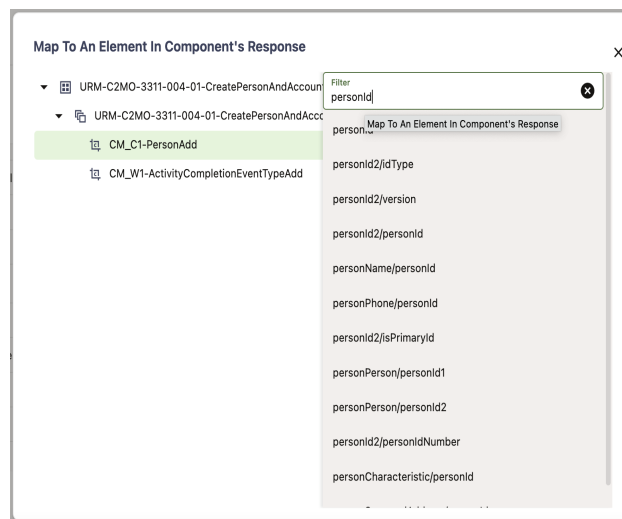 Map To An Element In Component's Response
URM-C2MO-3311-004-01-CreatePersonAndAccoun
URM-C2MO-3311-004-01-CreatePersonAndAcco
CM_C1-PersonAdd
CM_W1-ActivityCompletionEventTypeAdd
Filter
personId
Map To An Element In Component's Response
personId
personId2/idType
personId2/version
personId2/personId
personName/personId
personPhone/personId
personId2/isPrimaryId
personPerson/personId1
personPerson/personId2
personId2/personIdNumber
personCharacteristic/personId